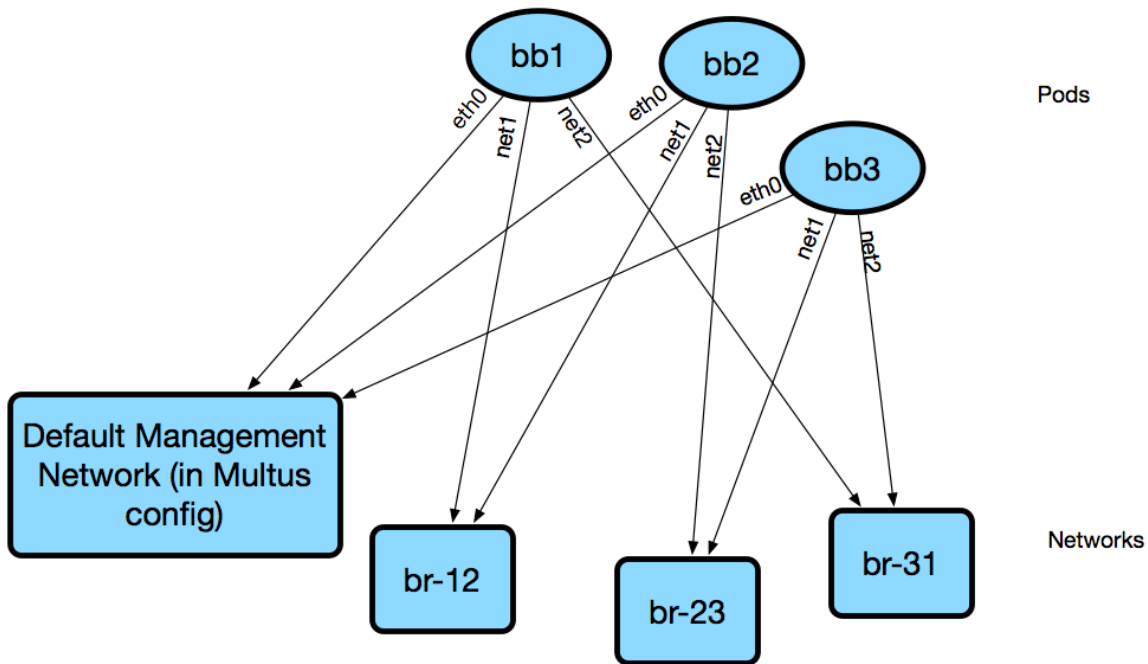 bb1
bb2
Pods
eth0
net1
net2
eth0
net1
net2
bb3
eth0
net1
net2
Default Management
Network (in Multus
config)
br-12
br-23
br-31
Networks